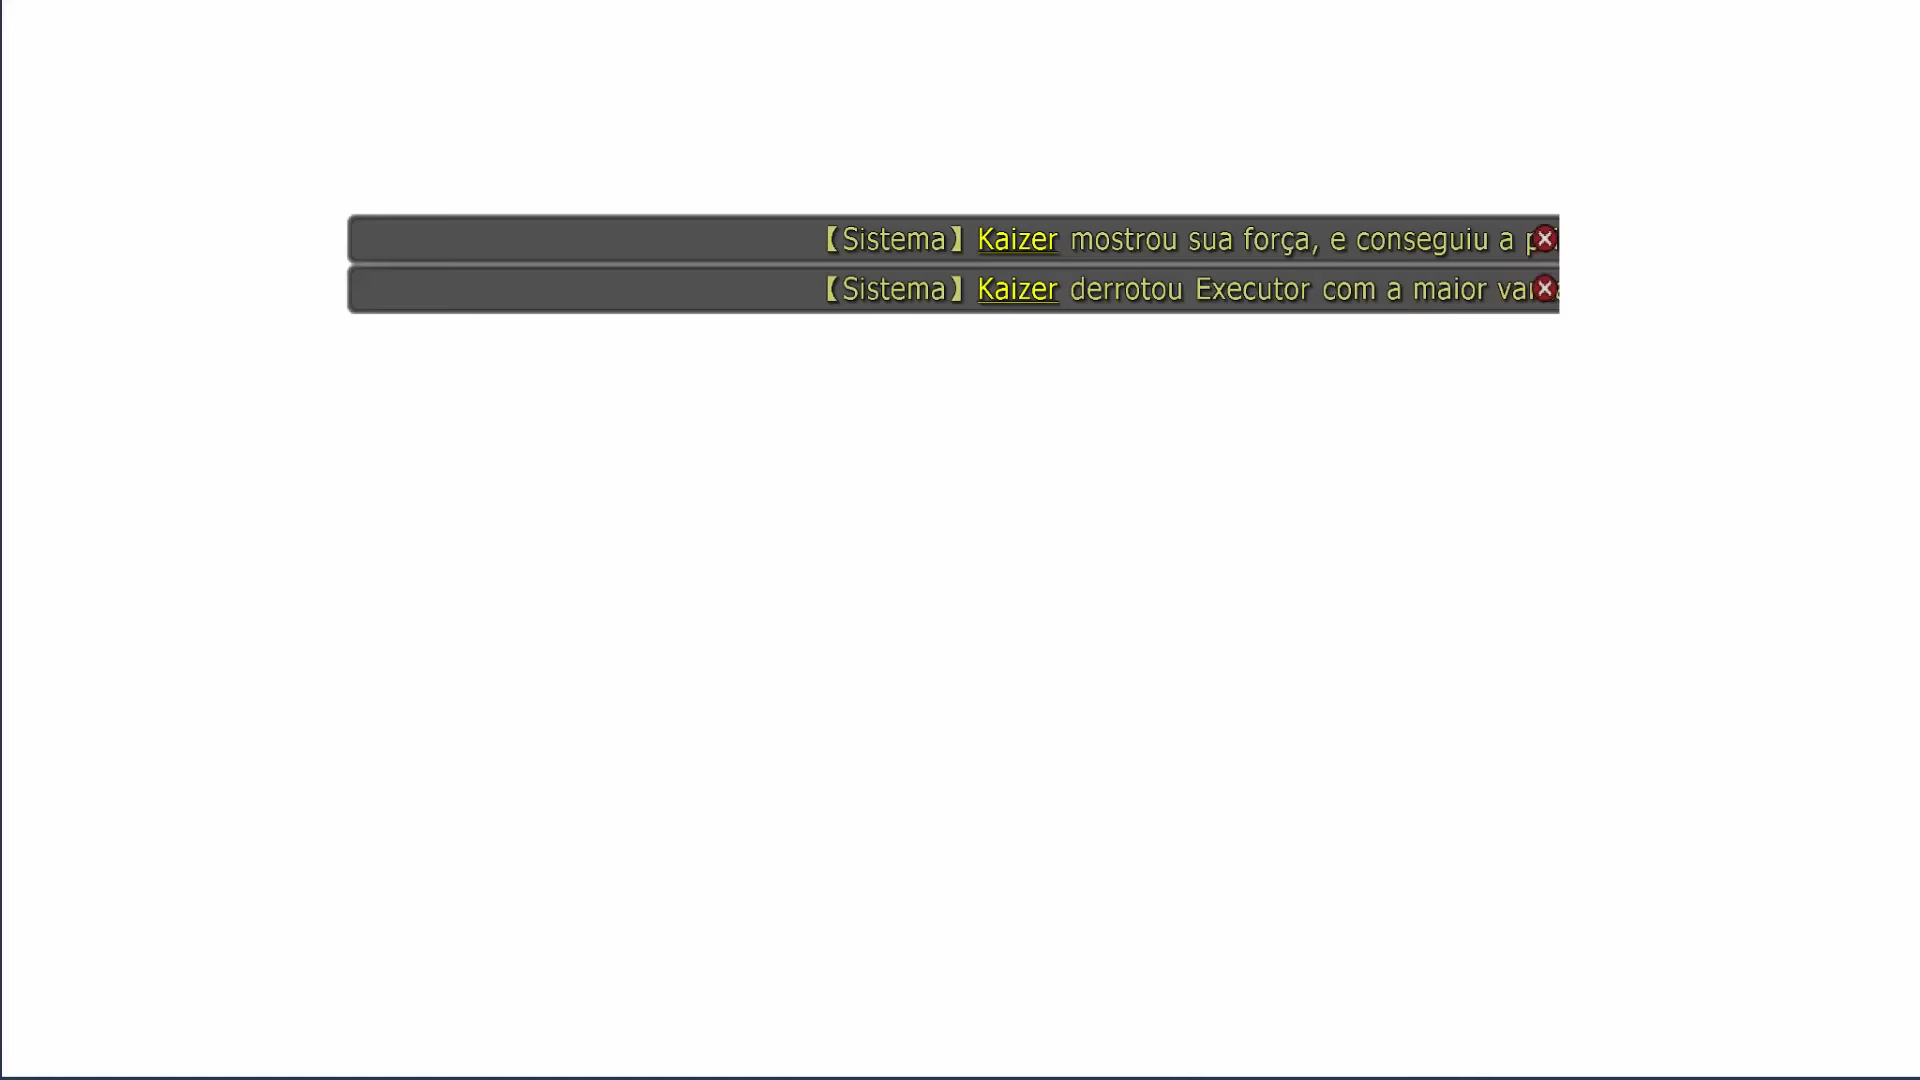 【Sistema】 Kaizer mostrou sua força, e conseguiu a
【Sistema】 Kaizer derrotou Executor com a maior